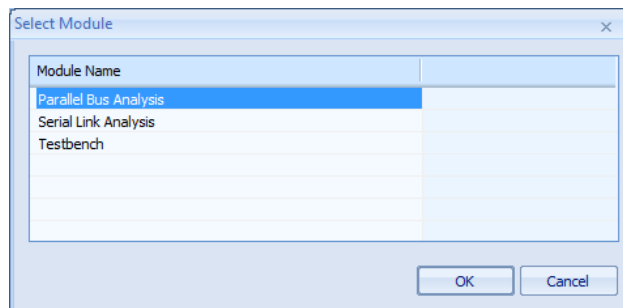 Select Module
Module Name
Parallel Bus Analysis
Serial Link Analysis
Testbench
OK Cancel